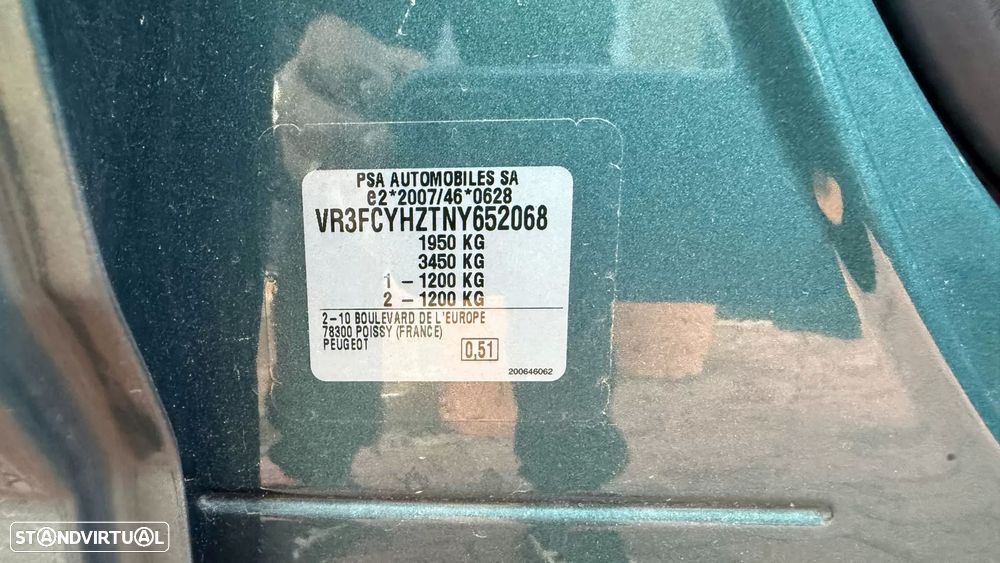 PSA AUTOMOBILES SA
e2*2007/46*0628
VR3FCYHZTNY652068
1950 KG
3450 KG
1 - 1200 KG
2 - 1200 KG
2-10 BOULEVARD DE L'EUROPE
78300 POISSY (FRANCE)
PEUGEOT
0,51
200646062
STANDVIRTUAL